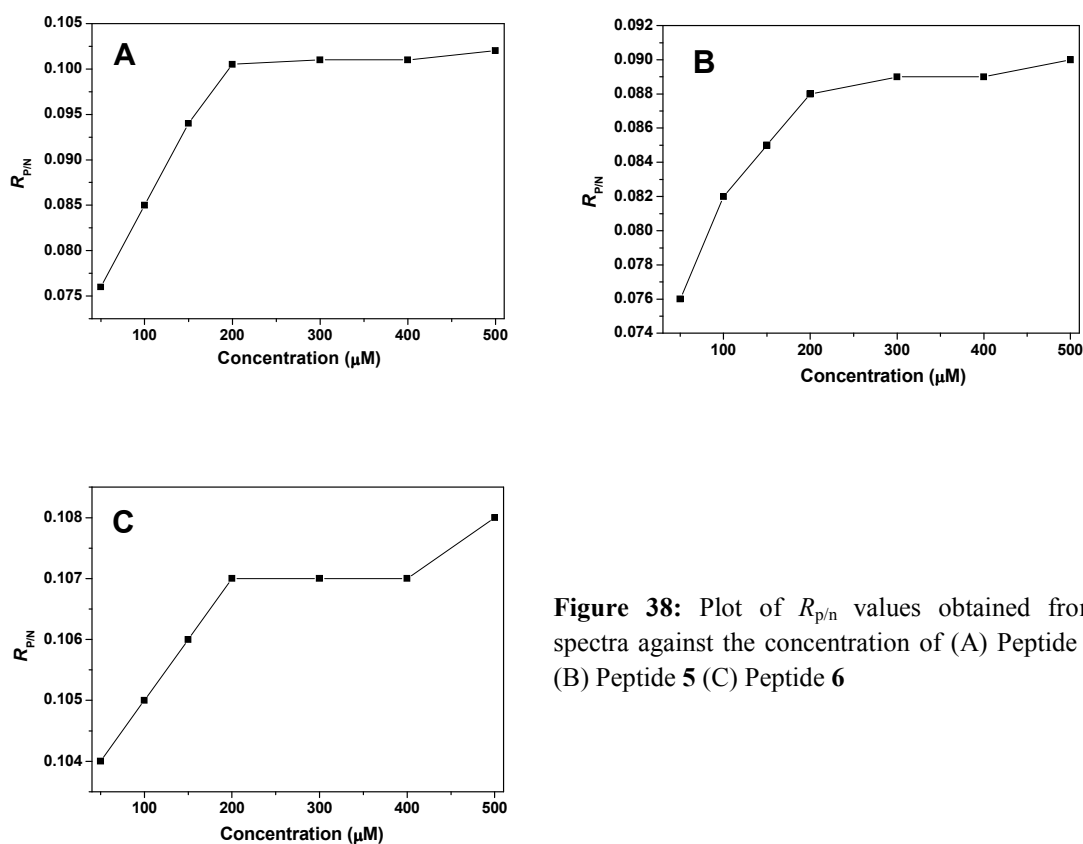 A
0.105
0.100
0.095
0.090
0.085
0.080
0.075
R_P/N
100 200 300 400 500
Concentration (μM)
B
0.092
0.090
0.088
0.086
0.084
0.082
0.080
0.078
0.076
0.074
R_P/N
100 200 300 400 500
Concentration (μM)
C
0.108
0.107
0.106
0.105
0.104
R_P/N
100 200 300 400 500
Concentration (μM)
Figure 38: Plot of R_p/n values obtained from
spectra against the concentration of (A) Peptide
(B) Peptide 5 (C) Peptide 6